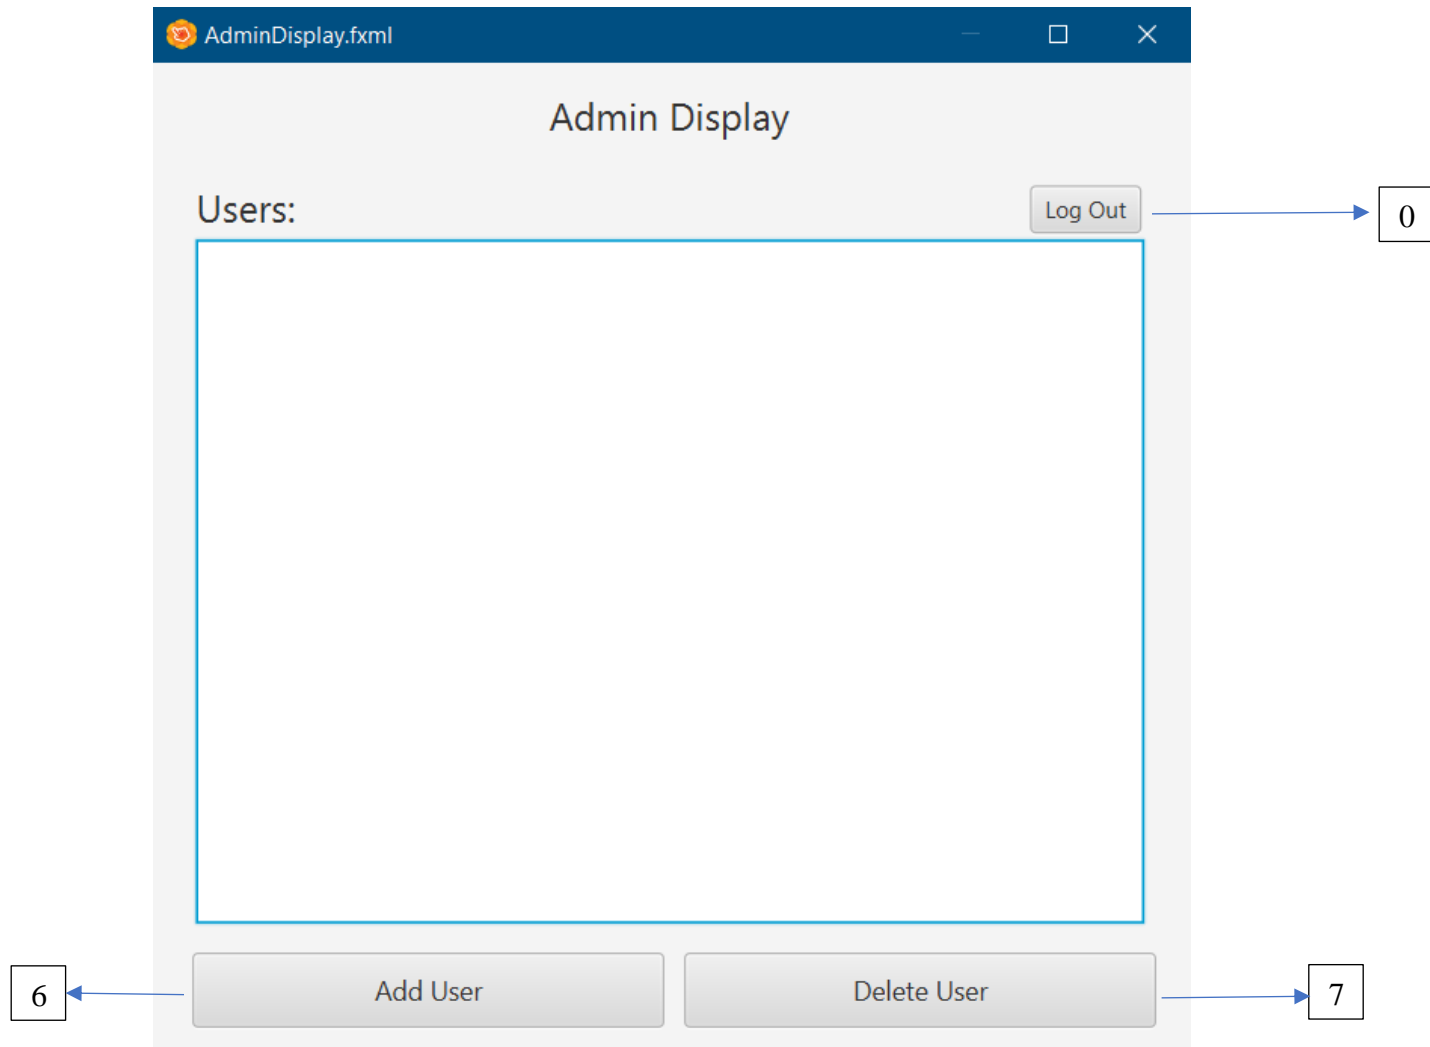 AdminDisplay.fxml
Admin Display
Users:
Log Out
0
Add User
Delete User
6
7